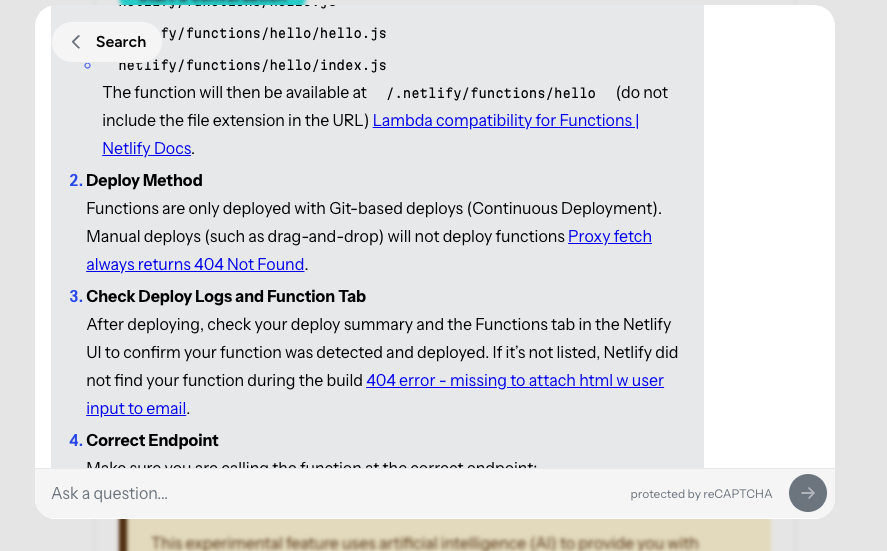 netlify/functions/hello.js
fy/functions/hello/hello.js
Search
netlify/functions/hello/index.js
The function will then be available at /.netlify/functions/hello (do not
include the file extension in the URL) Lambda compatibility for Functions |
Netlify Docs.
2. Deploy Method
Functions are only deployed with Git-based deploys (Continuous Deployment).
Manual deploys (such as drag-and-drop) will not deploy functions Proxy fetch
always returns 404 Not Found.
3. Check Deploy Logs and Function Tab
After deploying, check your deploy summary and the Functions tab in the Netlify
UI to confirm your function was detected and deployed. If it’s not listed, Netlify did
not find your function during the build 404 error - missing to attach html w user
input to email.
4. Correct Endpoint
Make sure you are calling the function at the correct endpoint:
Ask a question...
protected by reCAPTCHA
This experimental feature uses artificial intelligence (AI) to provide you with